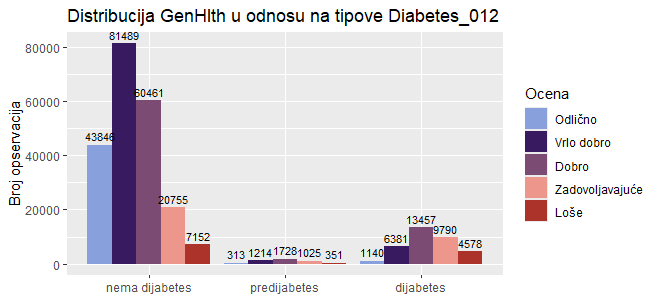 Distribucija GenHlth u odnosu na tipove Diabetes_012
Broj opservacija
80000
60000
40000
20000
0
43846
81489
60461
20755
7152
313
1214
1728
1025
351
1140
6381
13457
9790
4578
nema dijabetes
predijabetes
dijabetes
Ocena
Odlično
Vrlo dobro
Dobro
Zadovoljavajuće
Loše